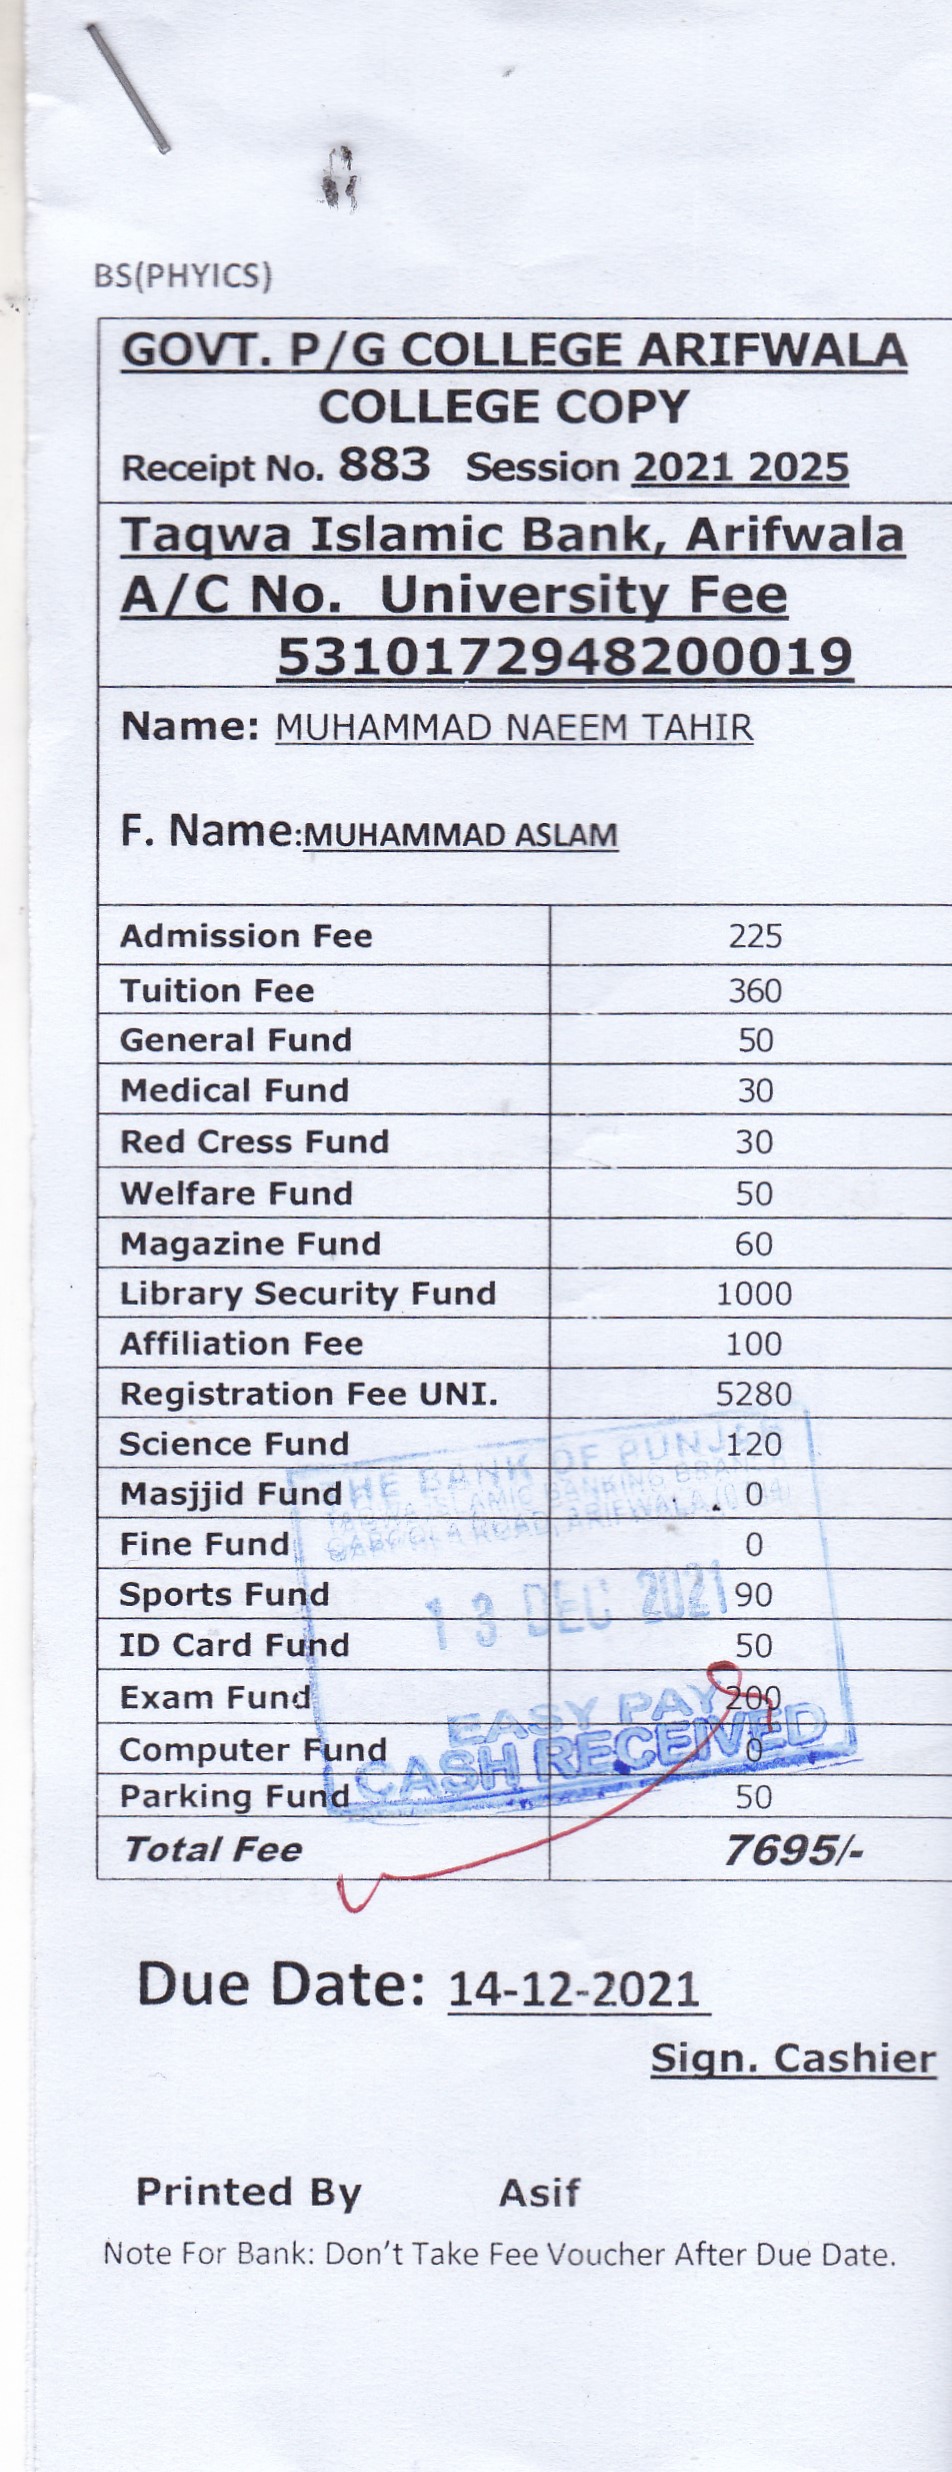 BS(PHYICS)
GOVT. P/G COLLEGE ARIFWALA
COLLEGE COPY
Receipt No. 883 Session 2021 2025
Taqwa Islamic Bank, Arifwala
A/C No. University Fee
5310172948200019
Name: MUHAMMAD NAEEM TAHIR
F. Name:MUHAMMAD ASLAM
Admission Fee 225
Tuition Fee 360
General Fund 50
Medical Fund 30
Red Cress Fund 30
Welfare Fund 50
Magazine Fund 60
Library Security Fund 1000
Affiliation Fee 100
Registration Fee UNI. 5280
Science Fund 120
Masjjid Fund 0
Fine Fund 0
Sports Fund 90
ID Card Fund 50
Exam Fund 200
Computer Fund 0
Parking Fund 50
Total Fee 7695/-
THE BANK OF PUNJAB
TAQWA ISLAMIC BANKING BRANCH
ROAD, ARIFWALA
13 DEC 2021
EASY PAY
CASH RECEIVED
Due Date: 14-12-2021
Sign. Cashier
Printed By Asif
Note For Bank: Don't Take Fee Voucher After Due Date.